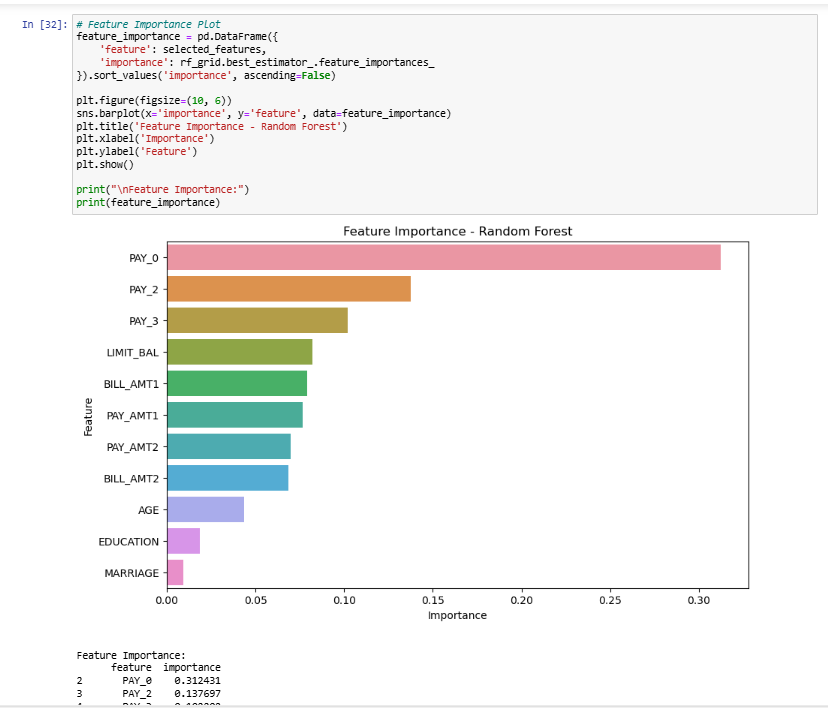 In [32]: # Feature Importance Plot
feature_importance = pd.DataFrame({
    'feature': selected_features,
    'importance': rf_grid.best_estimator_.feature_importances_
}).sort_values('importance', ascending=False)
plt.figure(figsize=(10, 6))
sns.barplot(x='importance', y='feature', data=feature_importance)
plt.title('Feature Importance - Random Forest')
plt.xlabel('Importance')
plt.ylabel('Feature')
plt.show()
print("\nFeature Importance:")
print(feature_importance)
Feature Importance - Random Forest
Feature
PAY_0
PAY_2
PAY_3
LIMIT_BAL
BILL_AMT1
PAY_AMT1
PAY_AMT2
BILL_AMT2
AGE
EDUCATION
MARRIAGE
0.00 0.05 0.10 0.15 0.20 0.25 0.30
Importance
Feature Importance:
feature importance
2 PAY_0 0.312431
3 PAY_2 0.137697